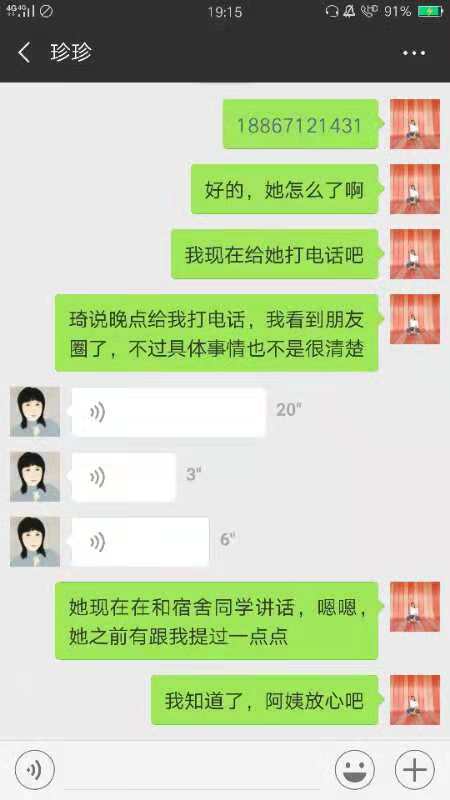 4G 4G 19:15 HD 91%
珍珍
18867121431
好的，她怎么了啊
我现在给她打电话吧
琦说晚点给我打电话，我看到朋友
圈了，不过具体事情也不是很清楚
20"
3"
6"
她现在在和宿舍同学讲话，嗯嗯，
她之前有跟我提过一点点
我知道了，阿姨放心吧